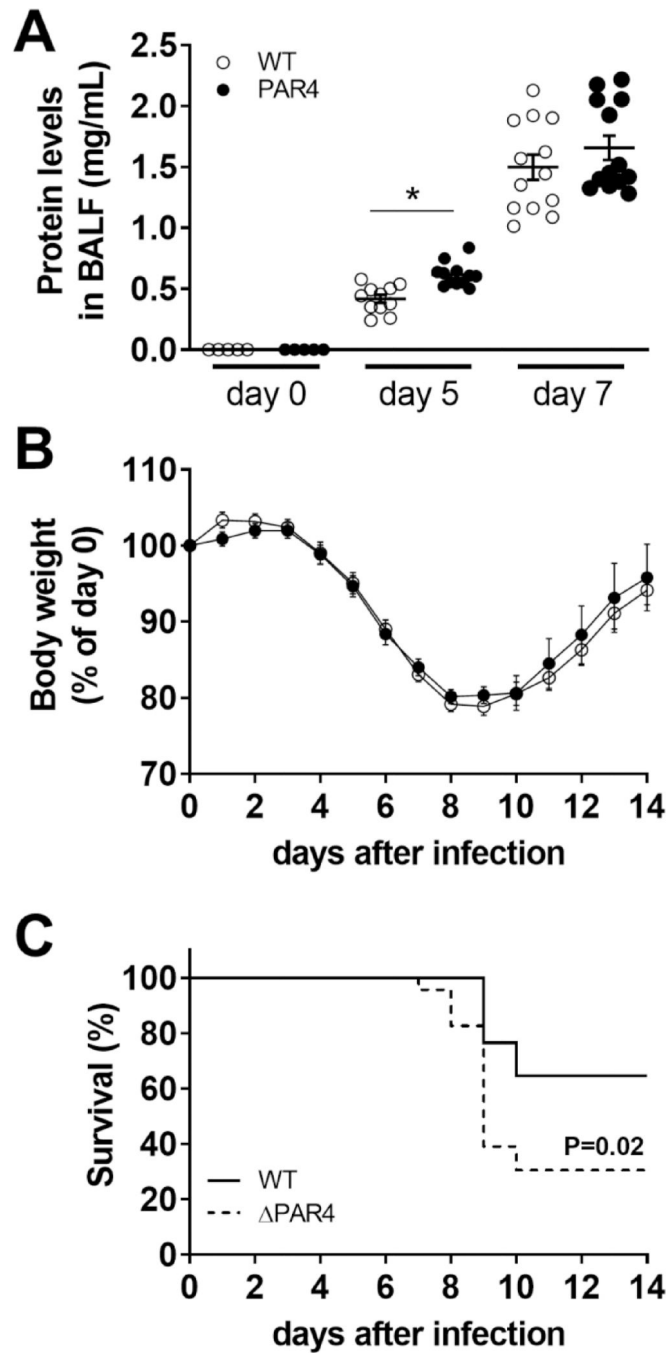 A
Protein levels
in BALF (mg/mL)
2.5
2.0
1.5
1.0
0.5
0.0
WT
PAR4
*
day 0
day 5
day 7
B
Body weight
(% of day 0)
110
100
90
80
70
0 2 4 6 8 10 12 14
days after infection
C
Survival (%)
100
80
60
40
20
0
P=0.02
WT
ΔPAR4
0 2 4 6 8 10 12 14
days after infection